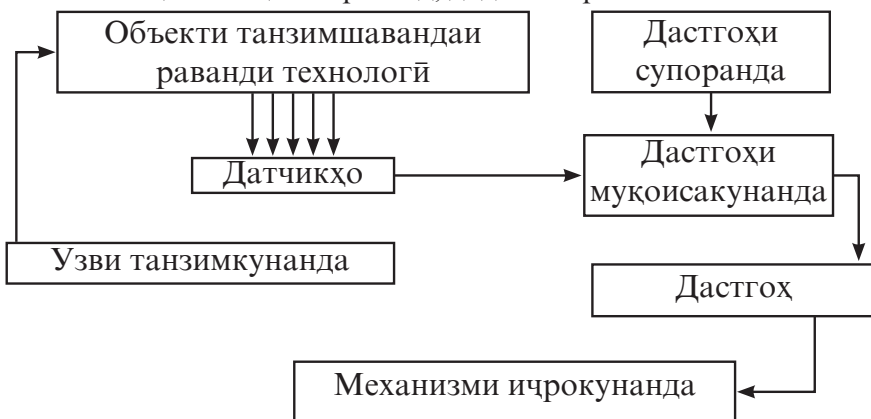 Объекти танзимшавандаи
раванди технологӣ
Дастгоҳи
супоранда
Датчикҳо
Дастгоҳи
муқоисакунанда
Узви танзимкунанда
Дастгоҳ
Механизми иҷрокунанда